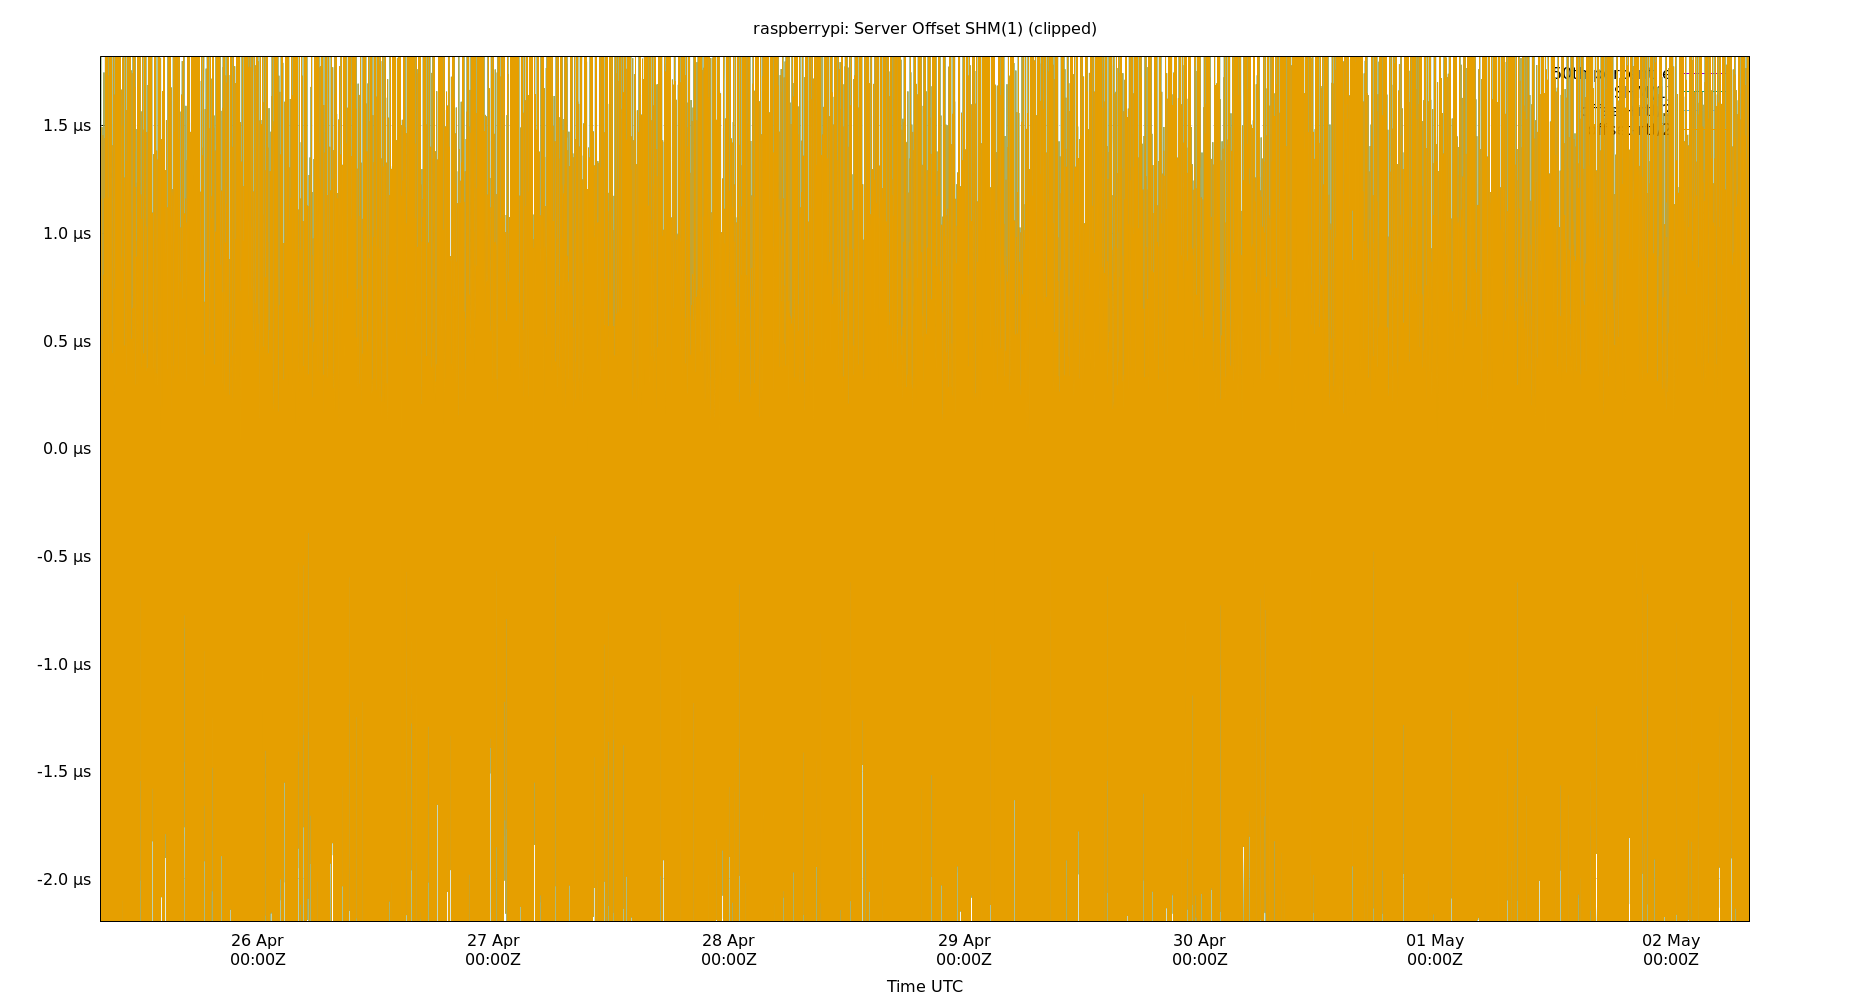 raspberrypi: Server Offset SHM(1) (clipped)
1.5 µs
1.0 µs
0.5 µs
0.0 µs
-0.5 µs
-1.0 µs
-1.5 µs
-2.0 µs
26 Apr 27 Apr 28 Apr 29 Apr 30 Apr 01 May 02 May
00:00Z 00:00Z 00:00Z 00:00Z 00:00Z 00:00Z 00:00Z
Time UTC